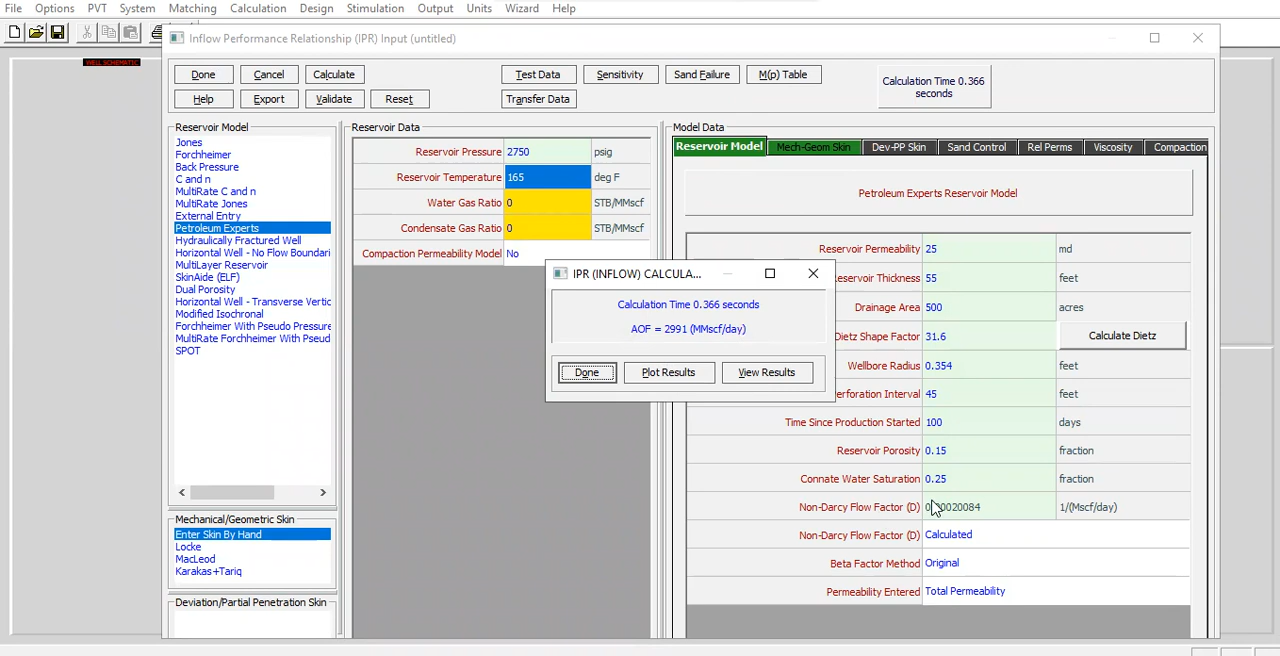 File Options PVT System Matching Calculation Design Stimulation Output Units Wizard Help
WELL SCHEMATIC
Inflow Performance Relationship (IPR) Input (untitled)
Done Cancel Calculate Test Data Sensitivity Sand Failure M(p) Table
Help Export Validate Reset Transfer Data
Calculation Time 0.366
seconds
Reservoir Model
Jones
Forchheimer
Back Pressure
C and n
MultiRate C and n
MultiRate Jones
External Entry
Petroleum Experts
Hydraulically Fractured Well
Horizontal Well - No Flow Boundari
MultiLayer Reservoir
SkinAide (ELF)
Dual Porosity
Horizontal Well - Transverse Vertic
Modified Isochronal
Forchheimer With Pseudo Pressure
MultiRate Forchheimer With Pseud
SPOT
Mechanical/Geometric Skin
Enter Skin By Hand
Locke
MacLeod
Karakas+Tariq
Deviation/Partial Penetration Skin
Reservoir Data
Reservoir Pressure 2750 psig
Reservoir Temperature 165 deg F
Water Gas Ratio 0 STB/MMscf
Condensate Gas Ratio 0 STB/MMscf
Compaction Permeability Model No
IPR (INFLOW) CALCULA...
Calculation Time 0.366 seconds
AOF = 2991 (MMscf/day)
Done Plot Results View Results
Model Data
Reservoir Model Mech-Geom Skin Dev-PP Skin Sand Control Rel Perms Viscosity Compaction
Petroleum Experts Reservoir Model
Reservoir Permeability 25 md
eservoir Thickness 55 feet
Drainage Area 500 acres
Dietz Shape Factor 31.6 Calculate Dietz
Wellbore Radius 0.354 feet
erforation Interval 45 feet
Time Since Production Started 100 days
Reservoir Porosity 0.15 fraction
Connate Water Saturation 0.25 fraction
Non-Darcy Flow Factor (D) 1/(Mscf/day)
Non-Darcy Flow Factor (D) Calculated
Beta Factor Method Original
Permeability Entered Total Permeability